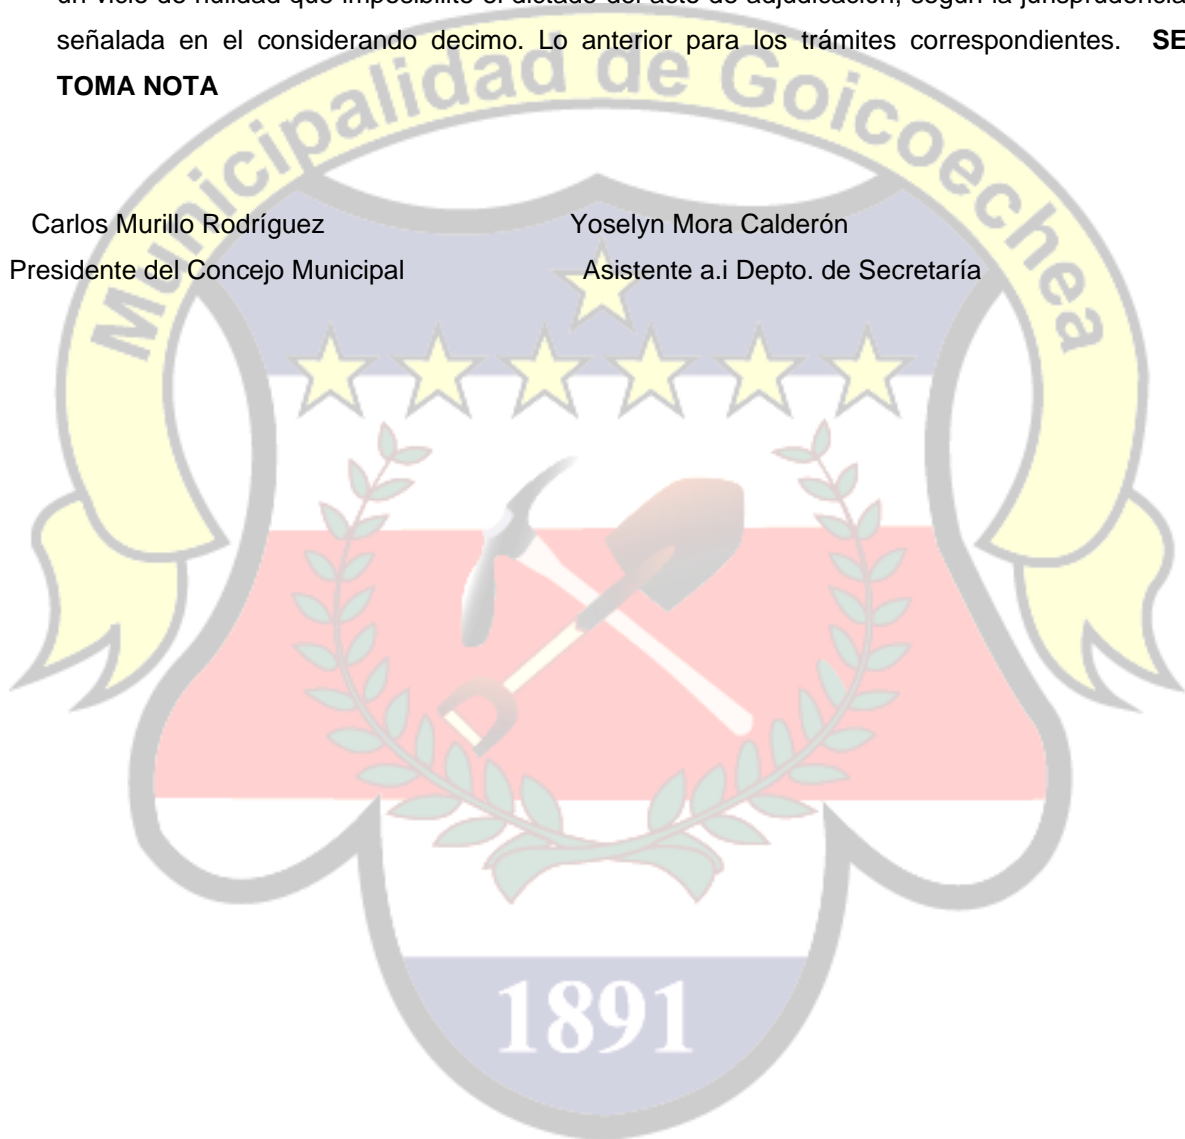 un vicio de nulidad que imposibilite el dictado del acto de adjudicación, según la jurisprudencia
señalada en el considerando decimo. Lo anterior para los trámites correspondientes. SE
TOMA NOTA
Municipalidad de Goicoechea
Carlos Murillo Rodríguez Yoselyn Mora Calderón
Presidente del Concejo Municipal Asistente a.i Depto. de Secretaría
1891